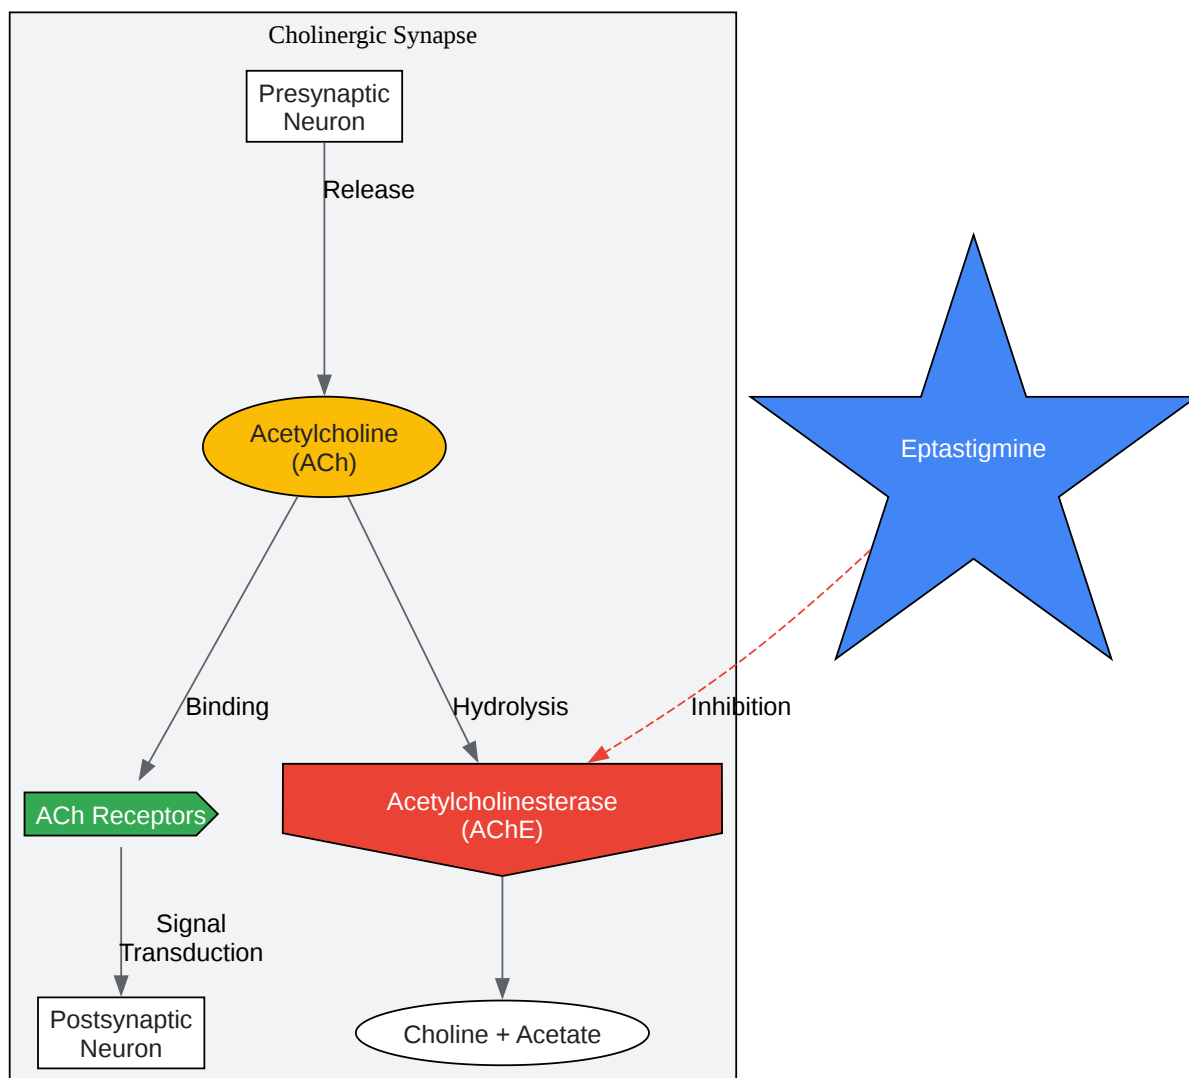 Cholinergic Synapse
Presynaptic
Neuron
Release
Acetylcholine
(ACh)
Eptastigmine
Binding
Hydrolysis
Inhibition
ACh Receptors
Acetylcholinesterase
(AChE)
Signal
Transduction
Postsynaptic
Neuron
Choline + Acetate